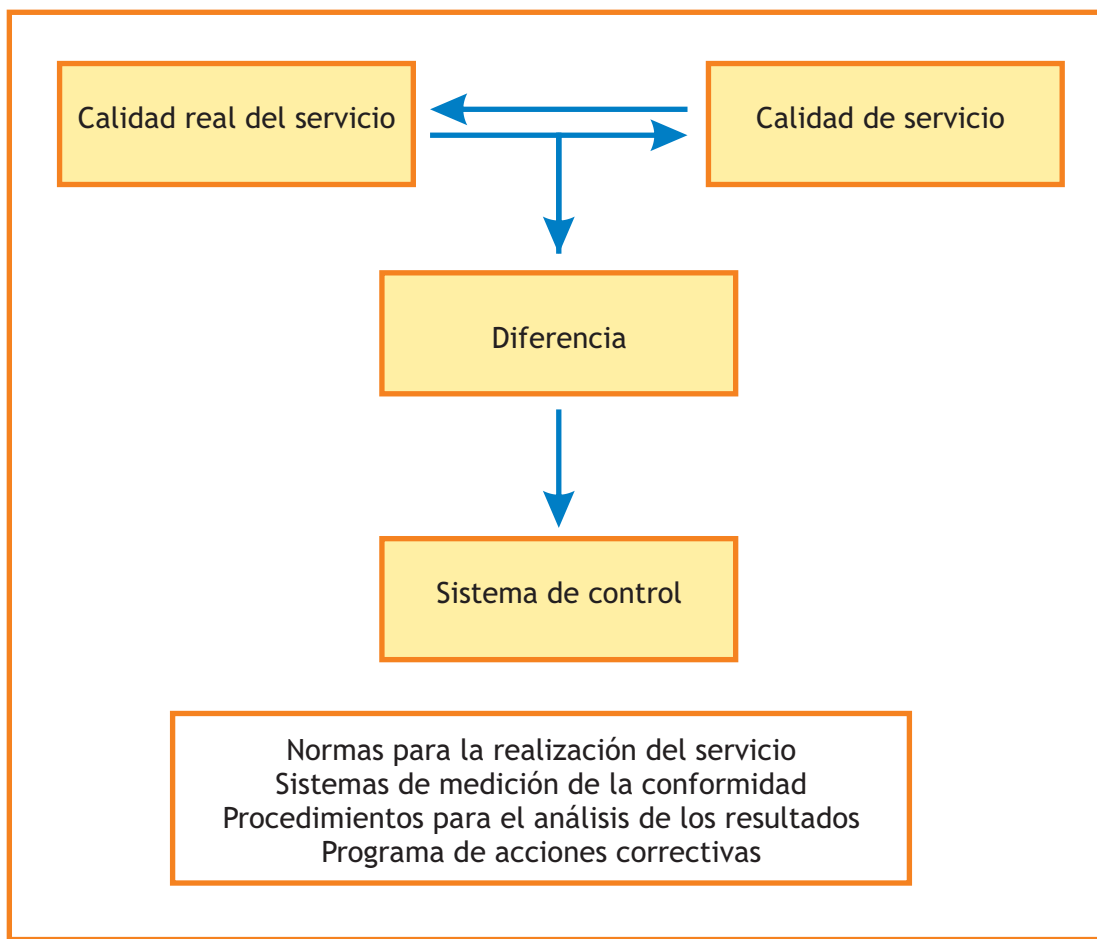 Calidad real del servicio
Calidad de servicio
Diferencia
Sistema de control
Normas para la realización del servicio
Sistemas de medición de la conformidad
Procedimientos para el análisis de los resultados
Programa de acciones correctivas